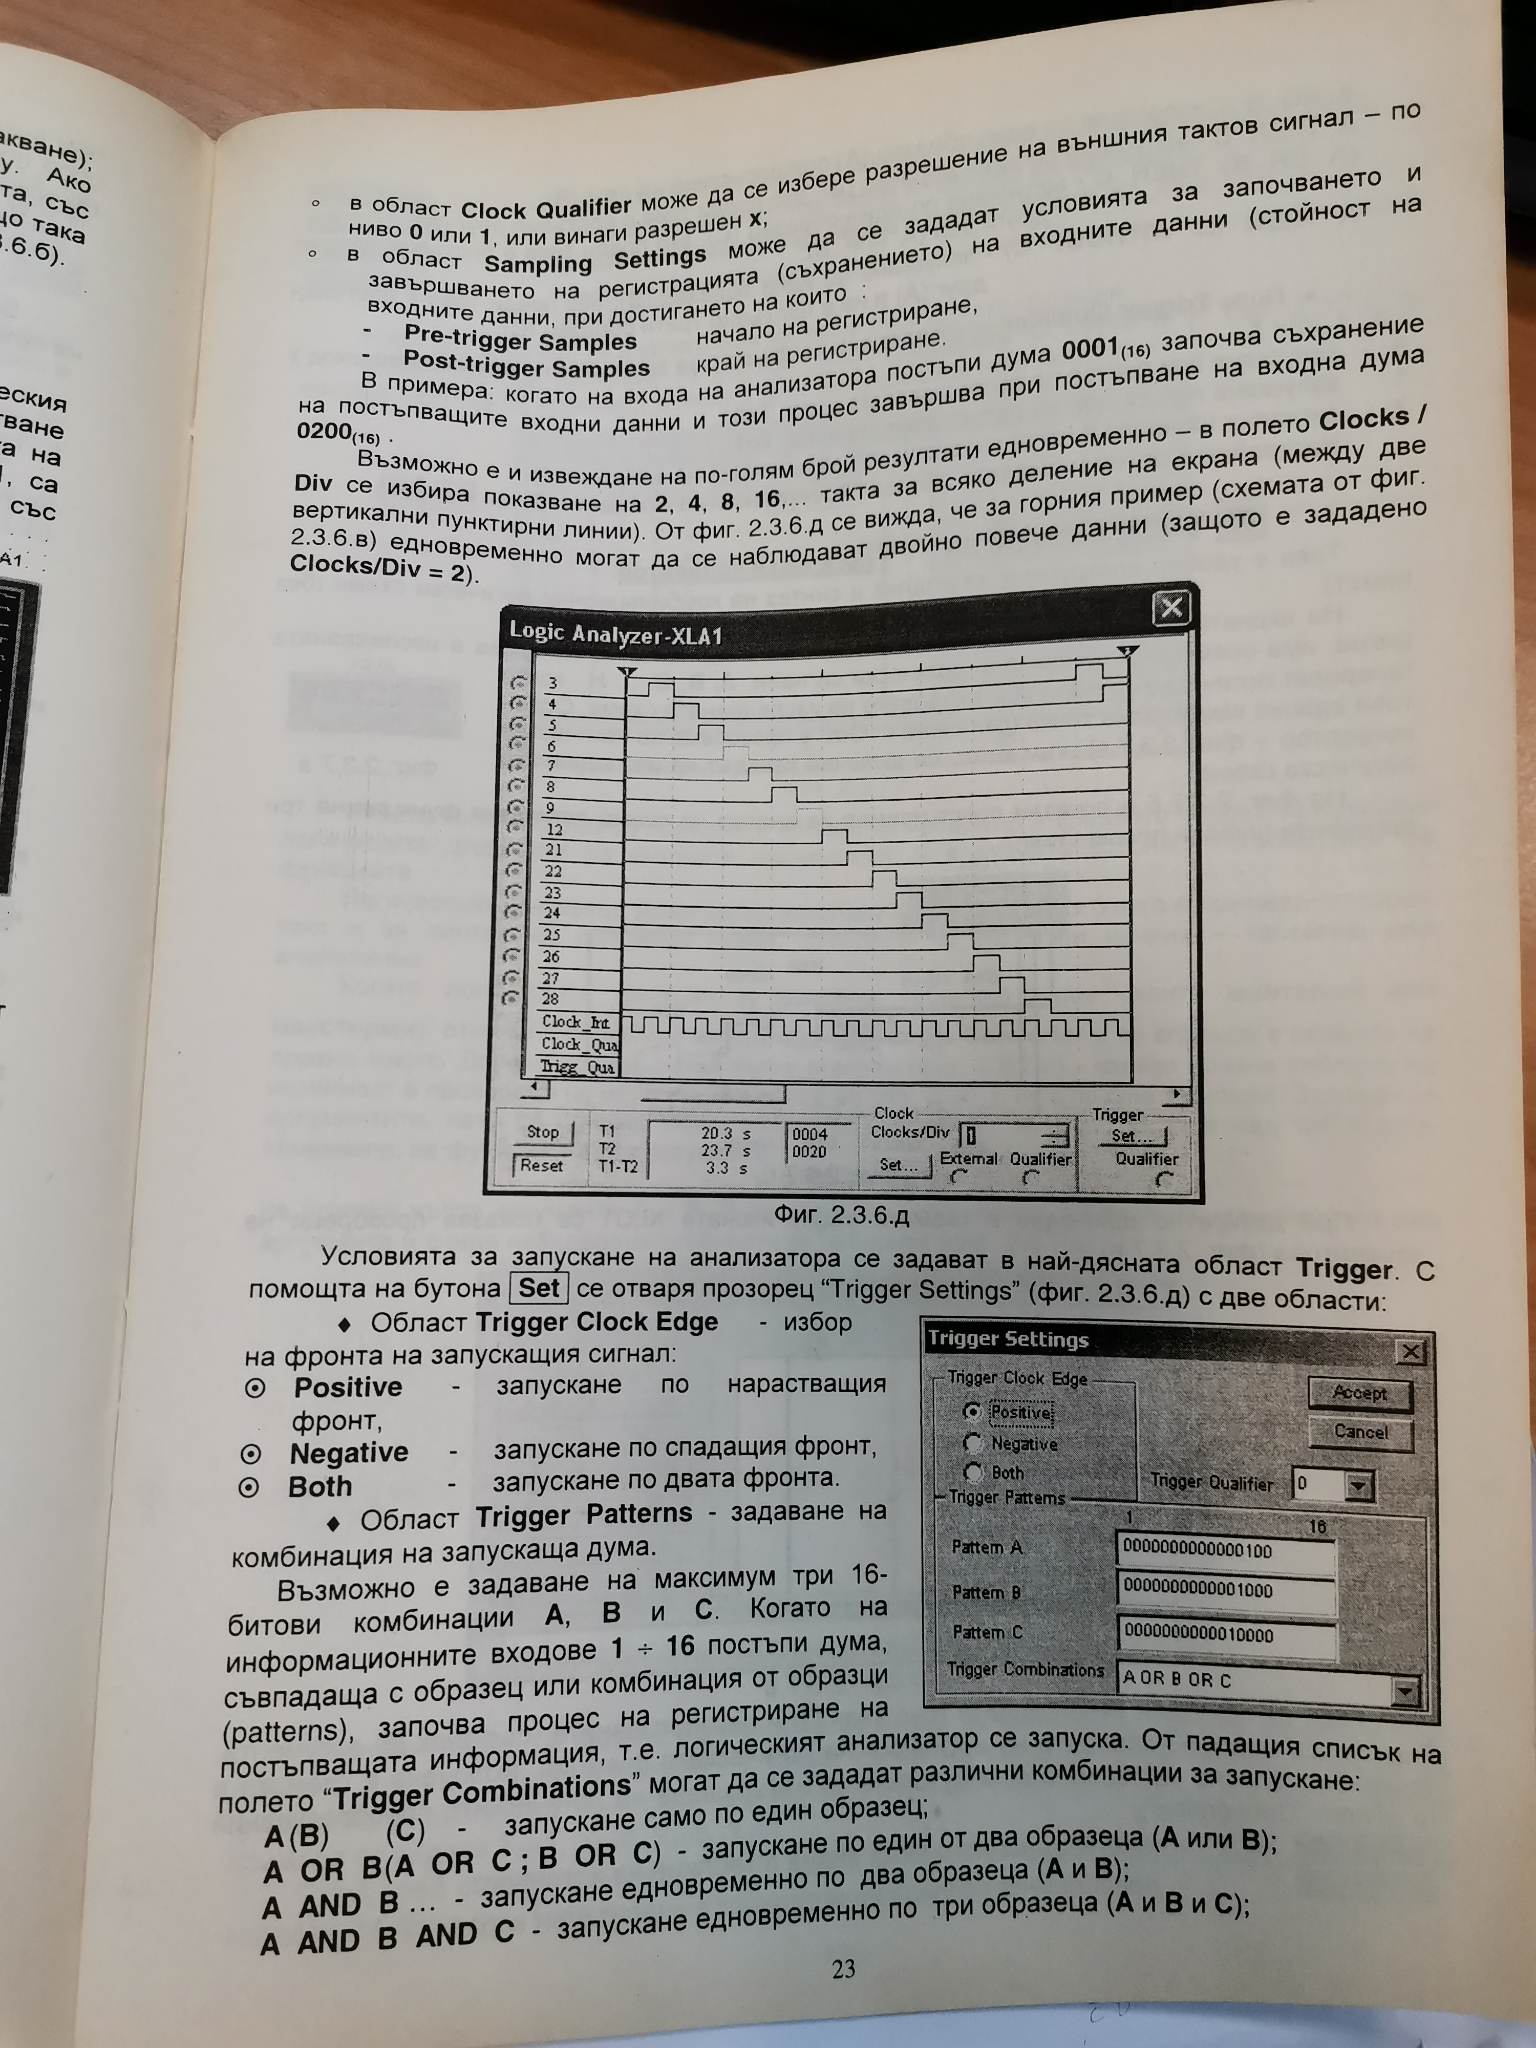 акване);
у. Ако
та, със
що така
3.6.б).
еския
тване
та на
1, са
със
A1
◦ в област Clock Qualifier може да се избере разрешение на външния тактов сигнал – по
ниво 0 или 1, или винаги разрешен x;
◦ в област Sampling Settings може да се зададат условията за започването и
завършването на регистрацията (съхранението) на входните данни (стойност на
входните данни, при достигането на които :
- Pre-trigger Samples начало на регистриране,
- Post-trigger Samples край на регистриране.
В примера: когато на входа на анализатора постъпи дума 0001(16) започва съхранение
на постъпващите входни данни и този процес завършва при постъпване на входна дума
0200(16) .
Възможно е и извеждане на по-голям брой резултати едновременно – в полето Clocks /
Div се избира показване на 2, 4, 8, 16,... такта за всяко деление на екрана (между две
вертикални пунктирни линии). От фиг. 2.3.6.д се вижда, че за горния пример (схемата от фиг.
2.3.6.в) едновременно могат да се наблюдават двойно повече данни (защото е зададено
Clocks/Div = 2).
Logic Analyzer-XLA1
3
4
5
6
7
8
9
12
21
22
23
24
25
26
27
28
Clock_Int
Clock_Qua
Trigg_Qua
Stop
Reset
T1 20.3 s 0004
T2 23.7 s 0020
T1-T2 3.3 s
Clock
Clocks/Div
Set... External Qualifier
Trigger
Set...
Qualifier
Фиг. 2.3.6.д
Условията за запускане на анализатора се задават в най-дясната област Trigger. С
помощта на бутона Set се отваря прозорец “Trigger Settings” (фиг. 2.3.6.д) с две области:
♦ Област Trigger Clock Edge - избор
на фронта на запускащия сигнал:
⊙ Positive - запускане по нарастващия
фронт,
⊙ Negative - запускане по спадащия фронт,
⊙ Both - запускане по двата фронта.
♦ Област Trigger Patterns - задаване на
комбинация на запускаща дума.
Възможно е задаване на максимум три 16-
битови комбинации A, B и C. Когато на
информационните входове 1 ÷ 16 постъпи дума,
съвпадаща с образец или комбинация от образци
(patterns), започва процес на регистриране на
Trigger Settings
Trigger Clock Edge
Positive
Negative
Both
Accept
Cancel
Trigger Qualifier 0
Trigger Patterns
1 16
Pattern A 0000000000000100
Pattern B 0000000000001000
Pattern C 0000000000010000
Trigger Combinations A OR B OR C
постъпващата информация, т.е. логическият анализатор се запуска. От падащия списък на
полето “Trigger Combinations” могат да се зададат различни комбинации за запускане:
A (B) (C) - запускане само по един образец;
A OR B(A OR C ; B OR C) - запускане по един от два образеца (A или B);
A AND B ... - запускане едновременно по два образеца (A и B);
A AND B AND C - запускане едновременно по три образеца (A и B и C);
23